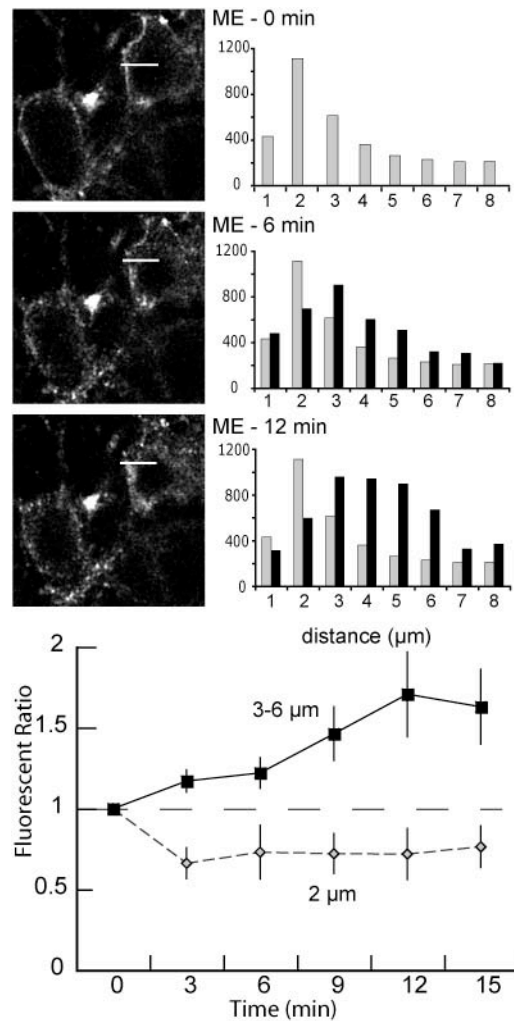 ME - 0 min
1200
800
400
0
1 2 3 4 5 6 7 8
ME - 6 min
1200
800
400
0
1 2 3 4 5 6 7 8
ME - 12 min
1200
800
400
0
1 2 3 4 5 6 7 8
distance (µm)
2
1.5
1
0.5
Fluorescent Ratio
3-6 µm
2 µm
0 3 6 9 12 15
Time (min)